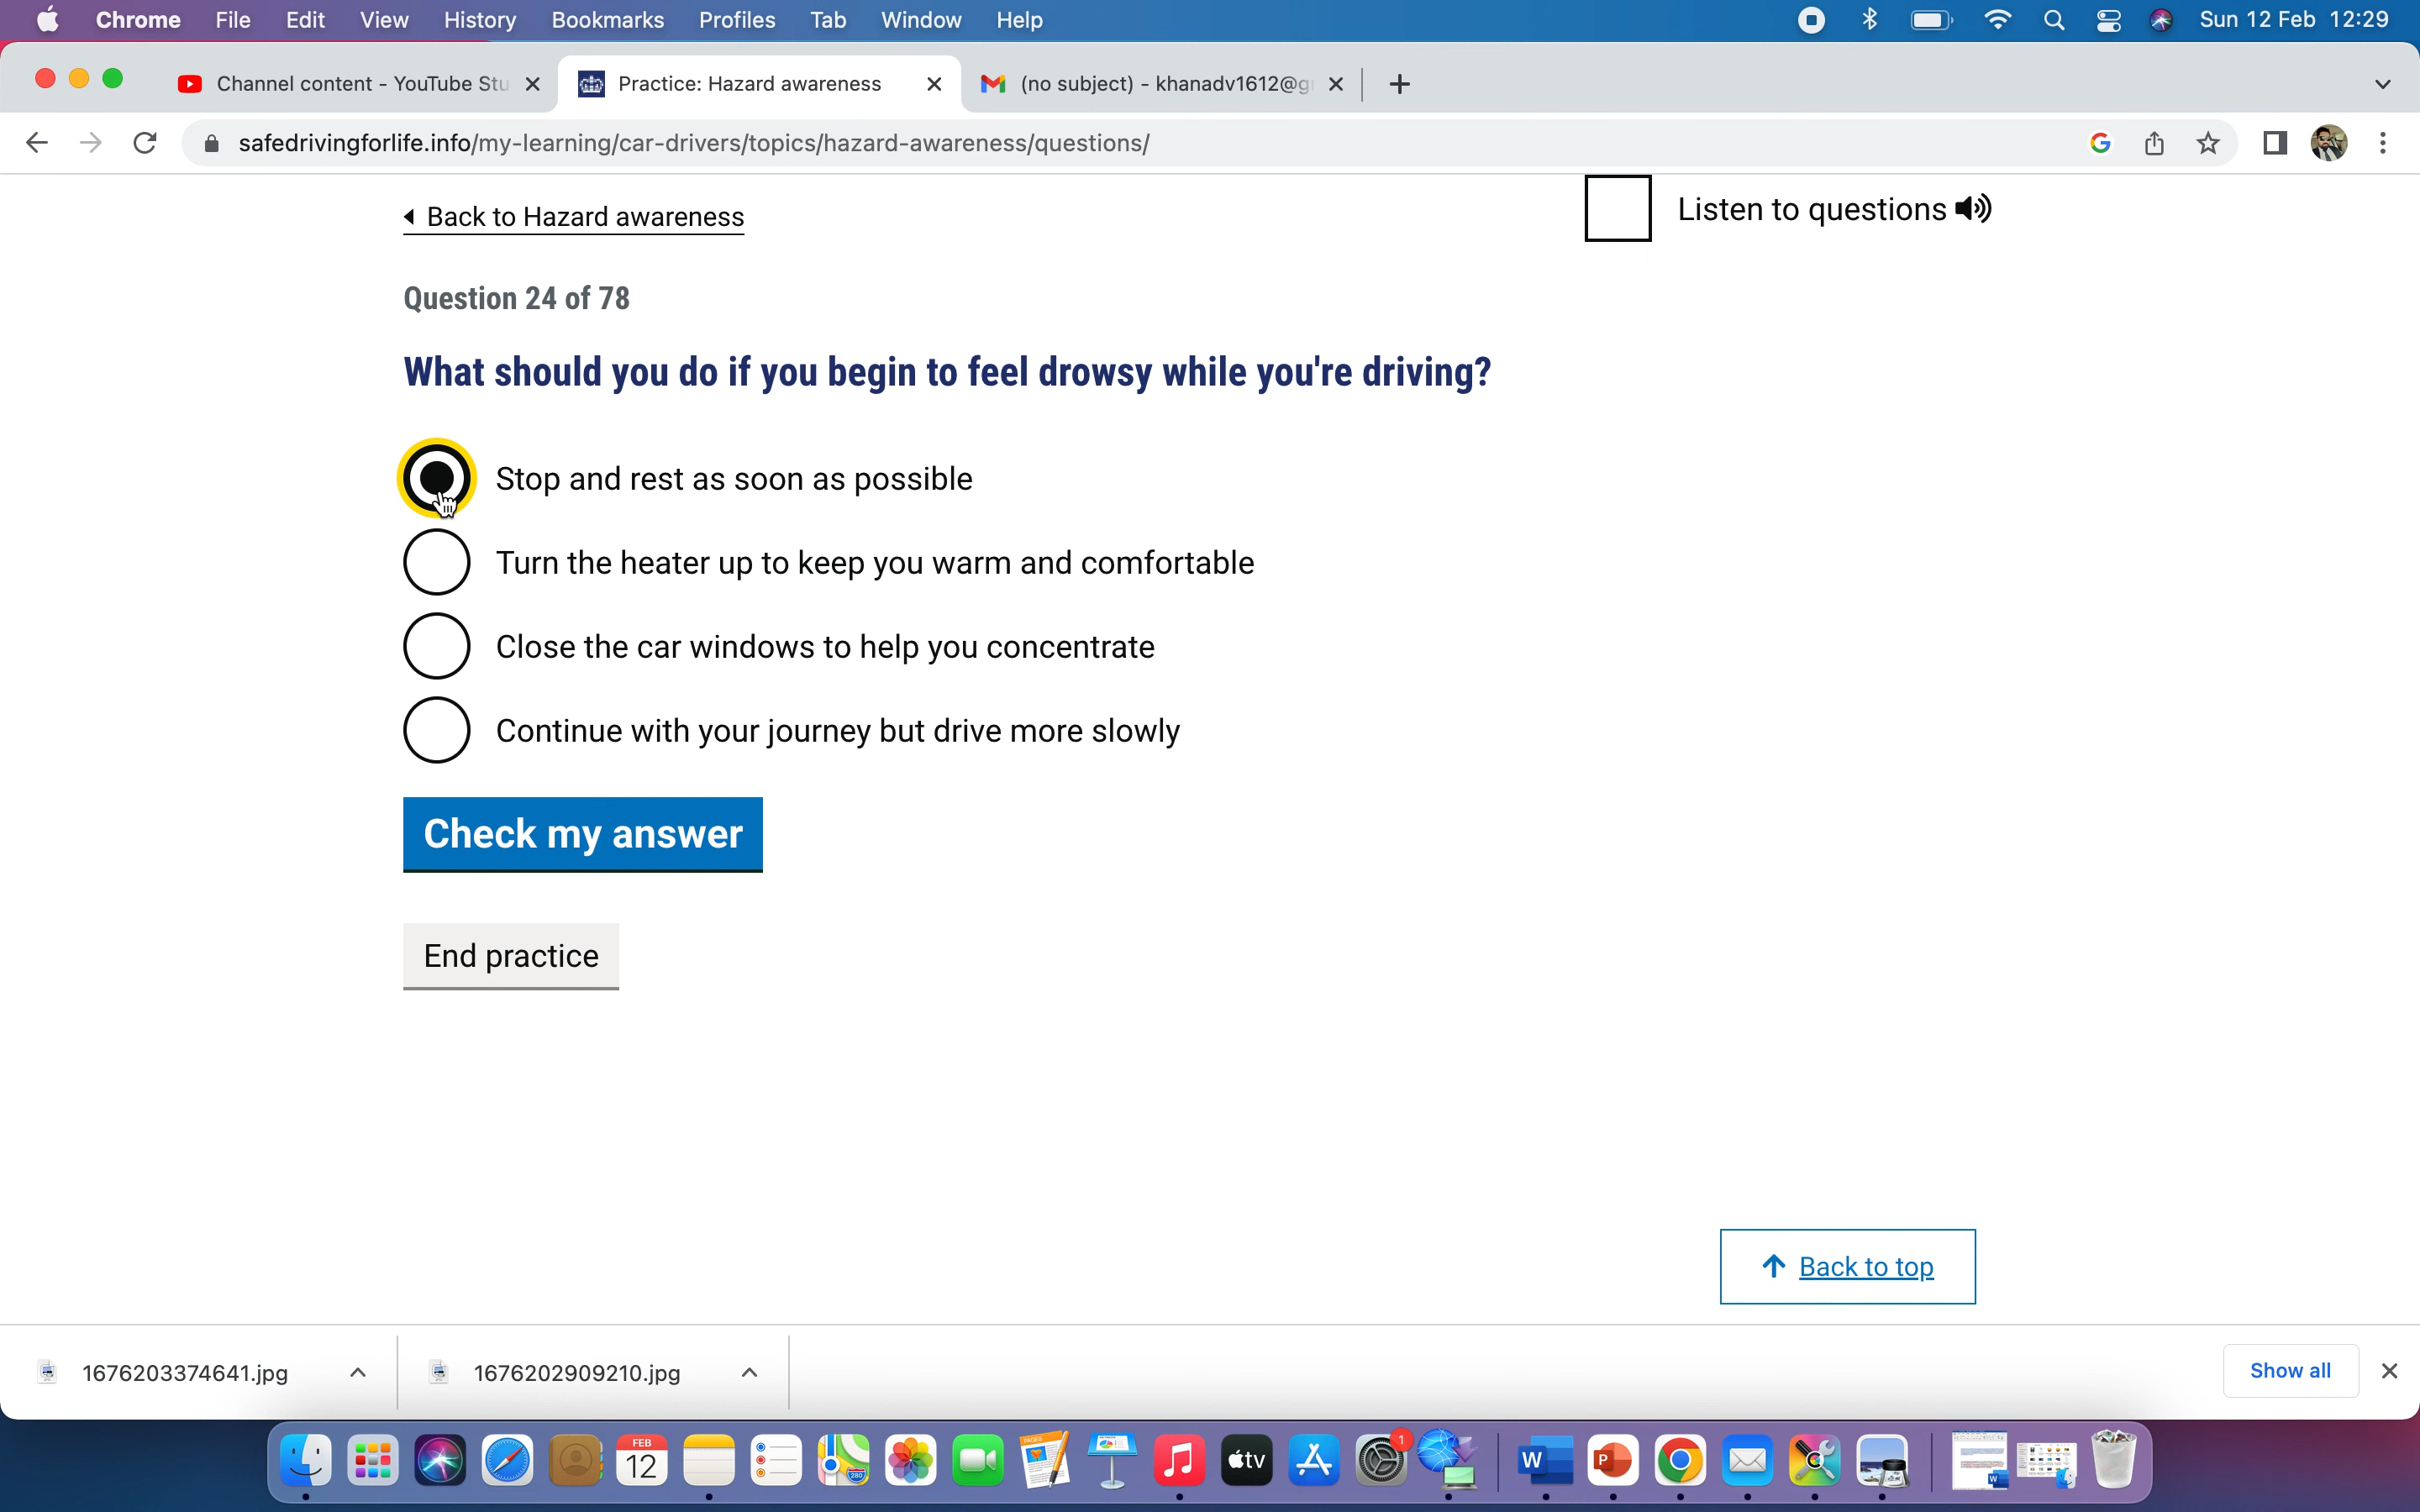 Chrome File Edit View History Bookmarks Profiles Tab Window Help Sun 12 Feb 12:29
Channel content - YouTube Stu Practice: Hazard awareness (no subject) - khanadv1612@g
safedrivingforlife.info/my-learning/car-drivers/topics/hazard-awareness/questions/
Back to Hazard awareness
Listen to questions
Question 24 of 78
What should you do if you begin to feel drowsy while you're driving?
Stop and rest as soon as possible
Turn the heater up to keep you warm and comfortable
Close the car windows to help you concentrate
Continue with your journey but drive more slowly
Check my answer
End practice
Back to top
1676203374641.jpg 1676202909210.jpg Show all
FEB
12
PAGES
280
tv
1
W
P
W